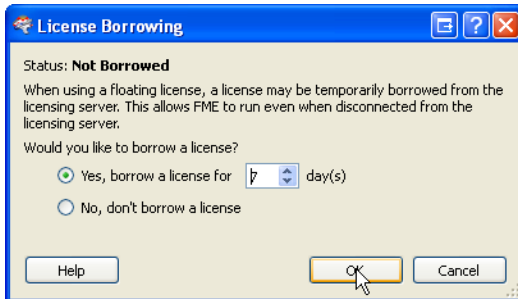 License Borrowing
Status: Not Borrowed
When using a floating license, a license may be temporarily borrowed from the
licensing server. This allows FME to run even when disconnected from the
licensing server.
Would you like to borrow a license?
Yes, borrow a license for 7 day(s)
No, don't borrow a license
Help OK Cancel